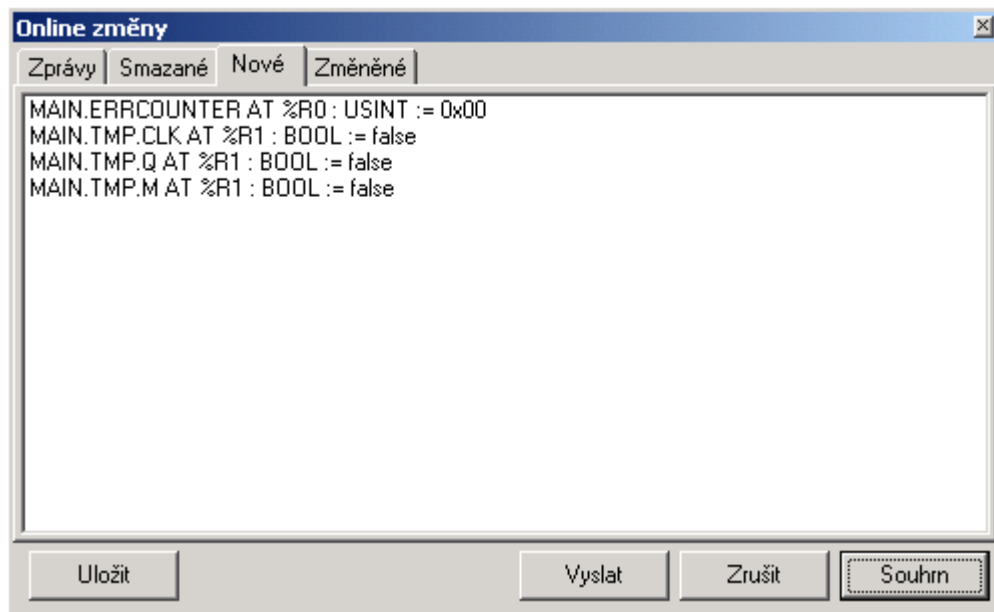 Online změny
Zprávy Smazané Nové Změněné
MAIN.ERRCOUNTER AT %R0 : USINT := 0x00
MAIN.TMP.CLK AT %R1 : BOOL := false
MAIN.TMP.Q AT %R1 : BOOL := false
MAIN.TMP.M AT %R1 : BOOL := false
Uložit Vyslat Zrušit Souhrn